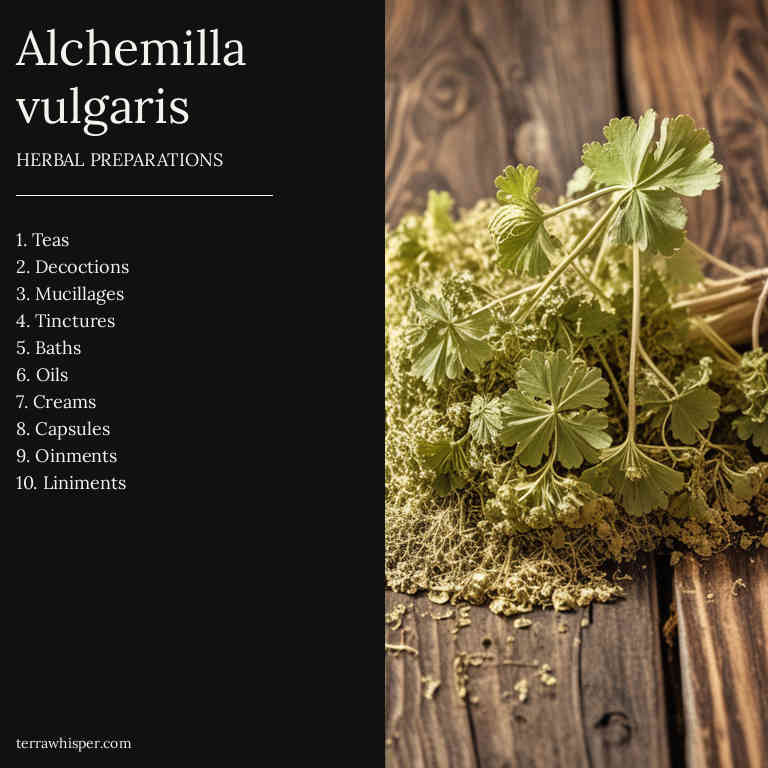 Alchemilla
vulgaris
HERBAL PREPARATIONS
1. Teas
2. Decoctions
3. Mucillages
4. Tinctures
5. Baths
6. Oils
7. Creams
8. Capsules
9. Oinments
10. Liniments
terrawhisper.com